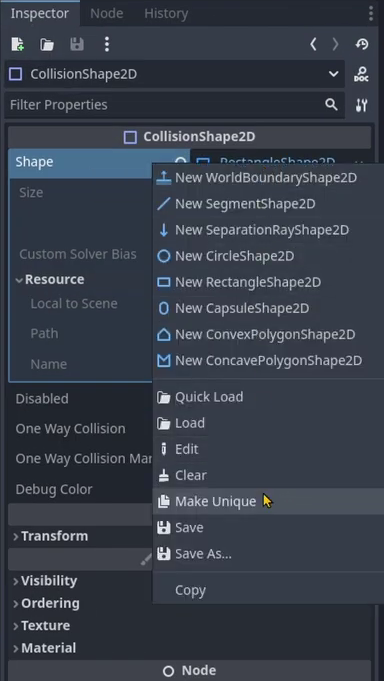 Inspector Node History
CollisionShape2D
DOC
Filter Properties
CollisionShape2D
Shape RectangleShape2D
Size
Custom Solver Bias
Resource
Local to Scene
Path
Name
Disabled
One Way Collision
One Way Collision Mar
Debug Color
Transform
Visibility
Ordering
Texture
Material
Node
New WorldBoundaryShape2D
New SegmentShape2D
New SeparationRayShape2D
New CircleShape2D
New RectangleShape2D
New CapsuleShape2D
New ConvexPolygonShape2D
New ConcavePolygonShape2D
Quick Load
Load
Edit
Clear
Make Unique
Save
Save As...
Copy